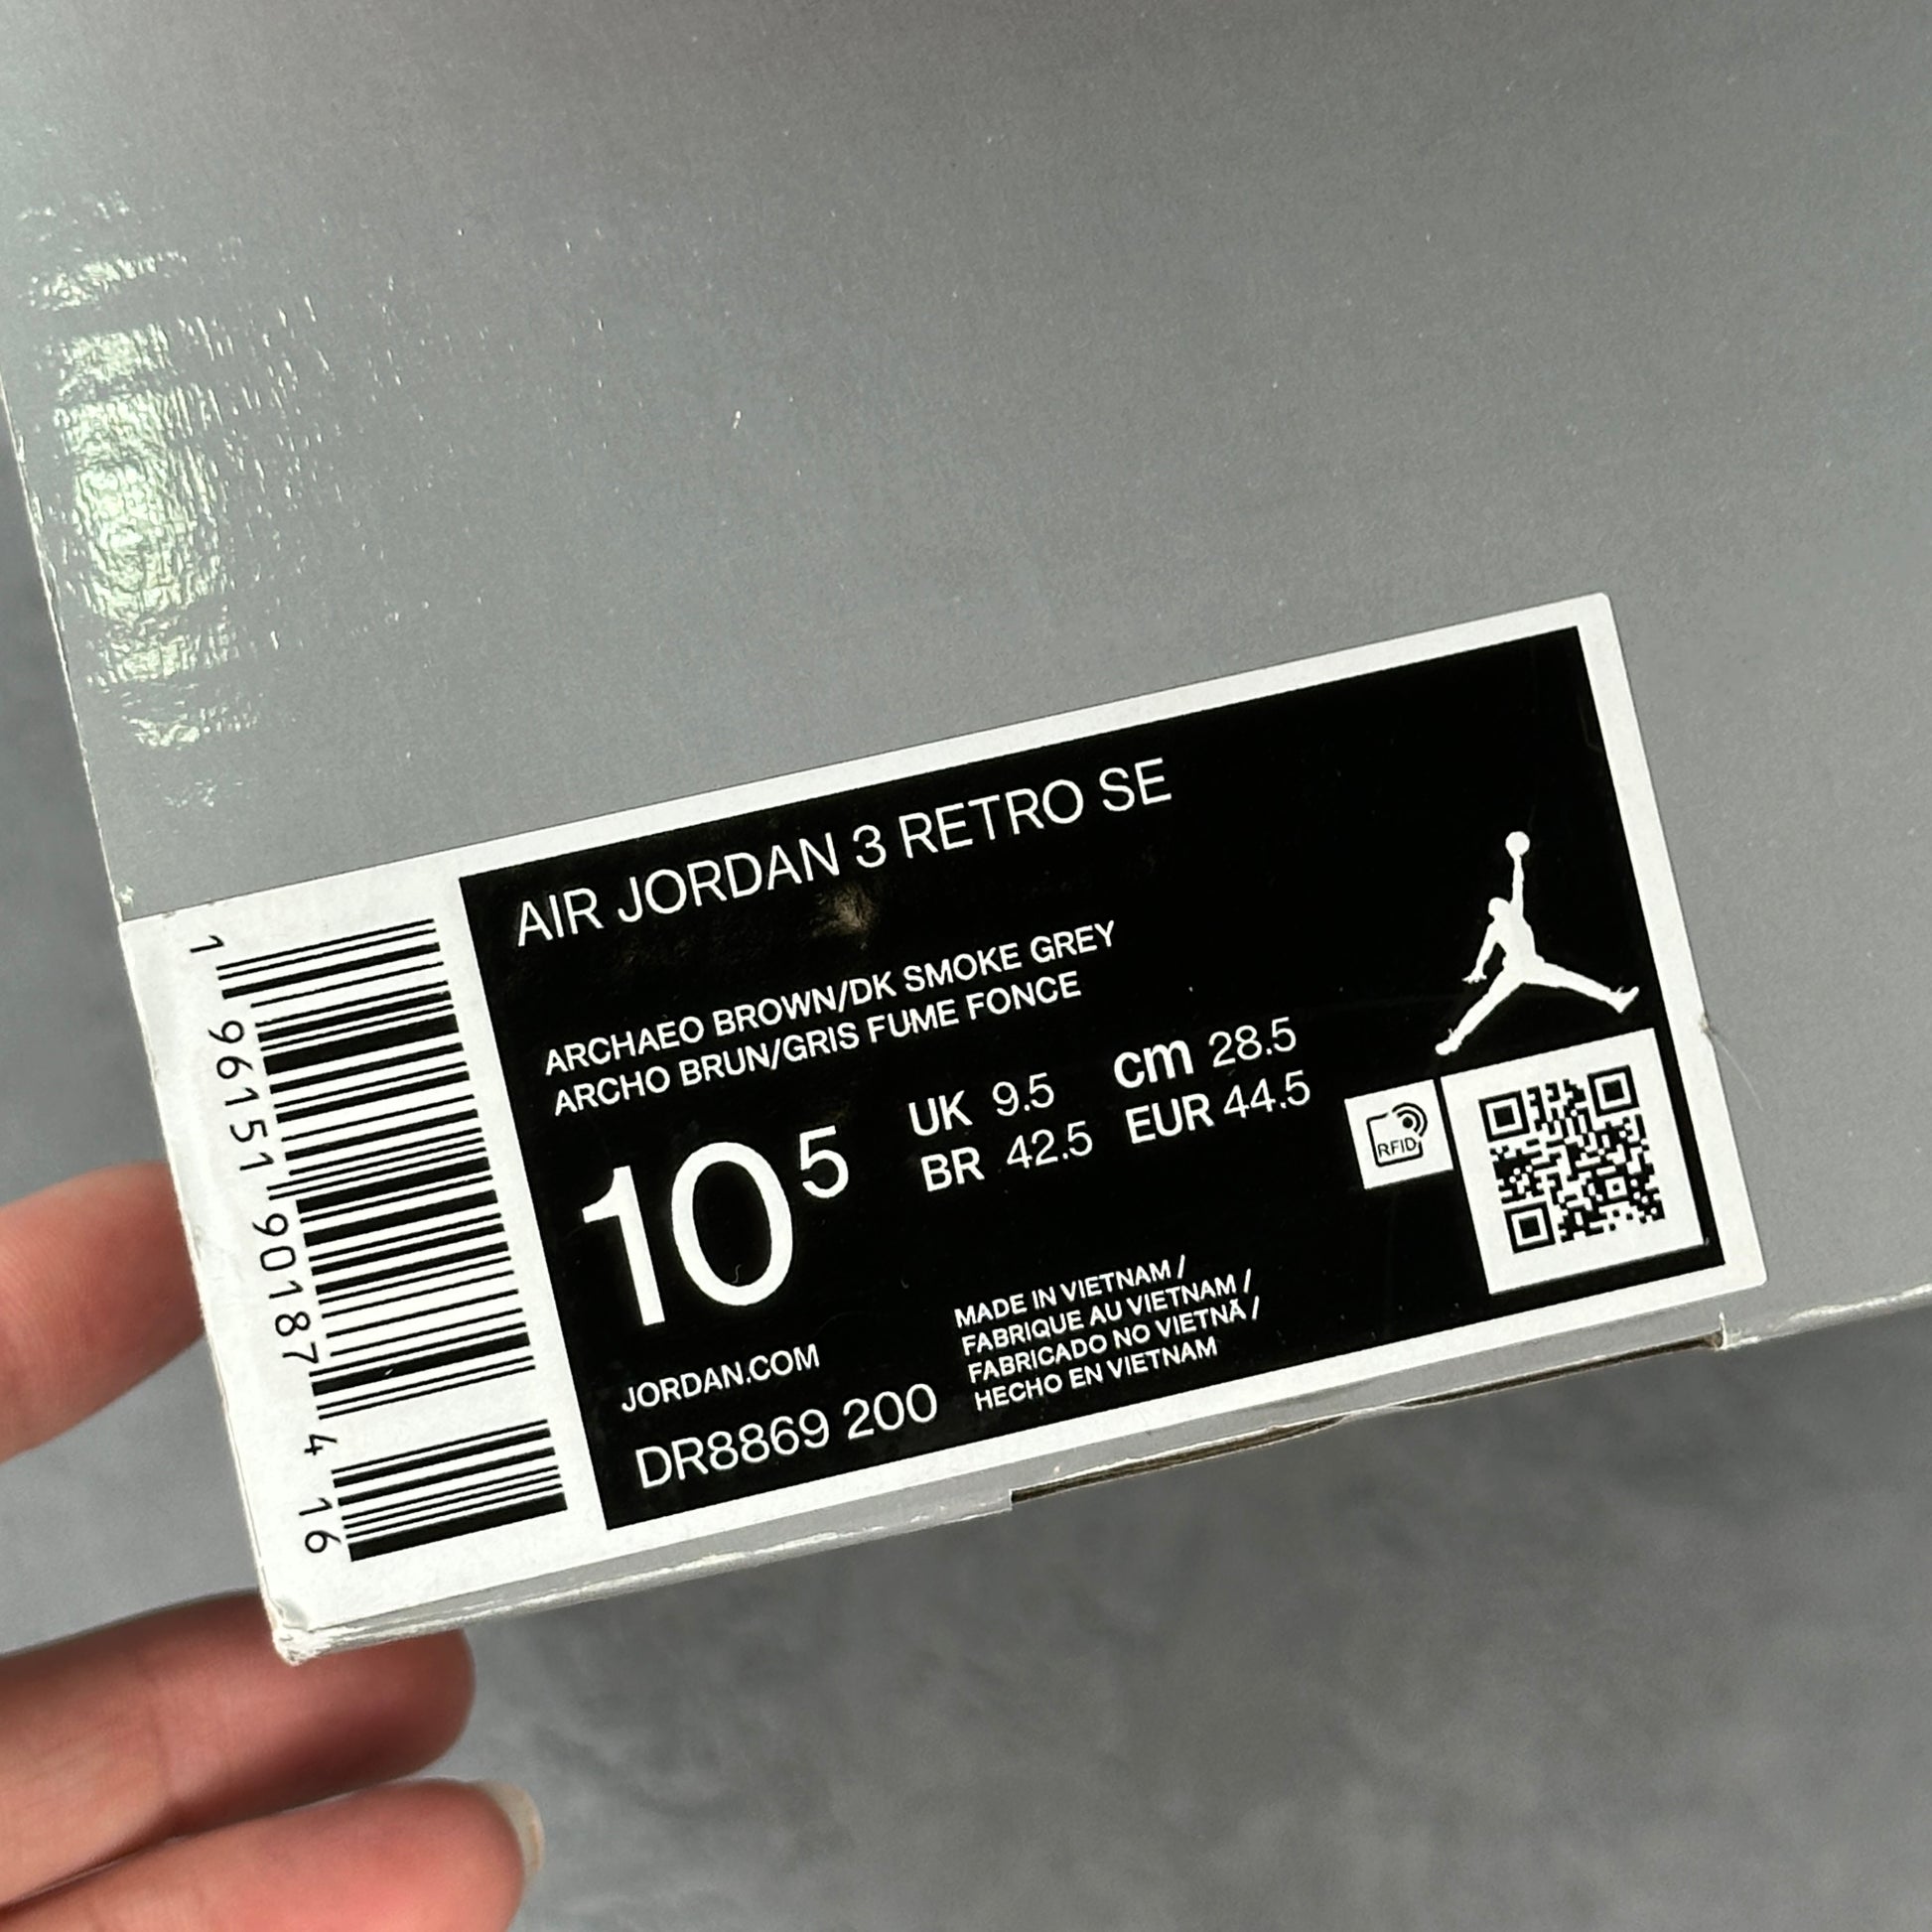 AIR JORDAN 3 RETRO SE
ARCHAEO BROWN/DK SMOKE GREY
ARCHO BRUN/GRIS FUME FONCE
10 5
UK 9.5 cm 28.5
BR 42.5 EUR 44.5
RFID
MADE IN VIETNAM /
FABRIQUE AU VIETNAM /
FABRICADO NO VIETNÃ /
HECHO EN VIETNAM
JORDAN.COM
DR8869 200
1 96151 90187 4 16